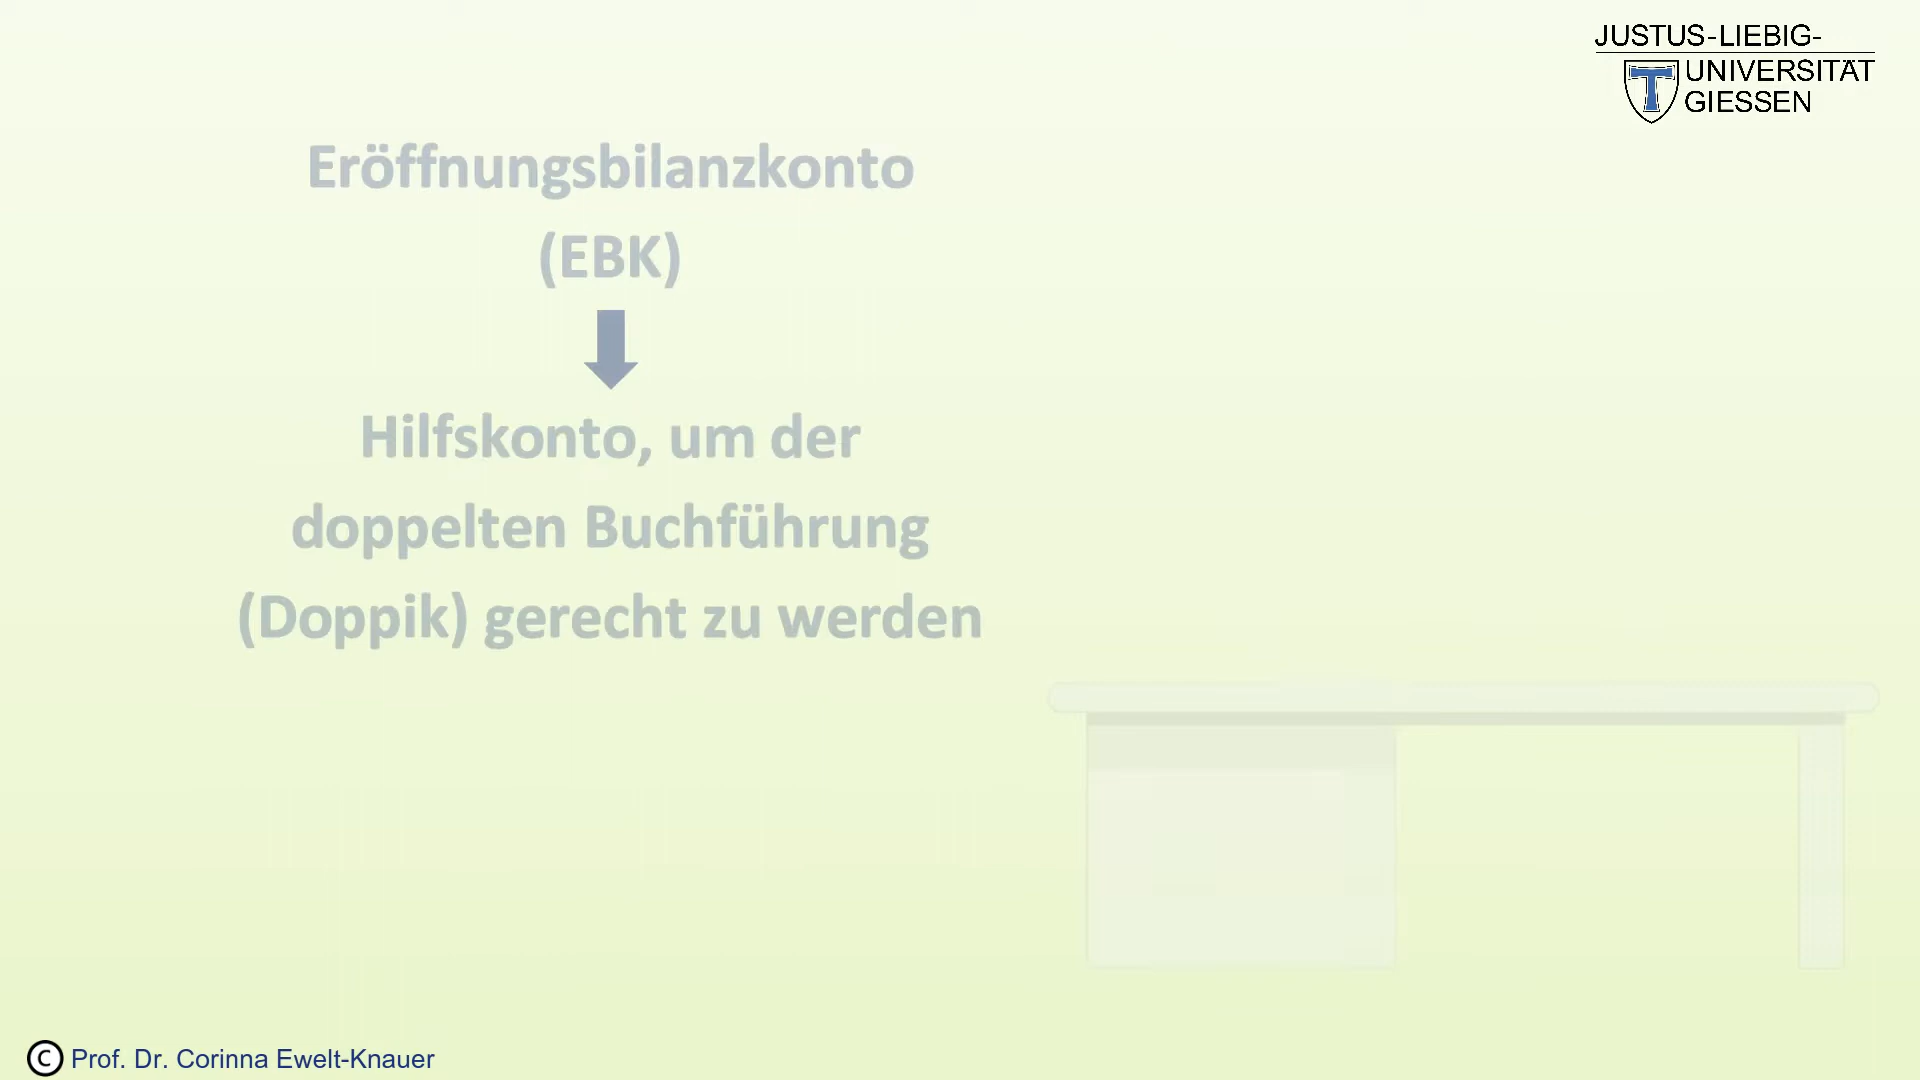 JUSTUS-LIEBIG-
UNIVERSITÄT
GIESSEN
Eröffnungsbilanzkonto
(EBK)
Hilfskonto, um der
doppelten Buchführung
(Doppik) gerecht zu werden
© Prof. Dr. Corinna Ewelt-Knauer